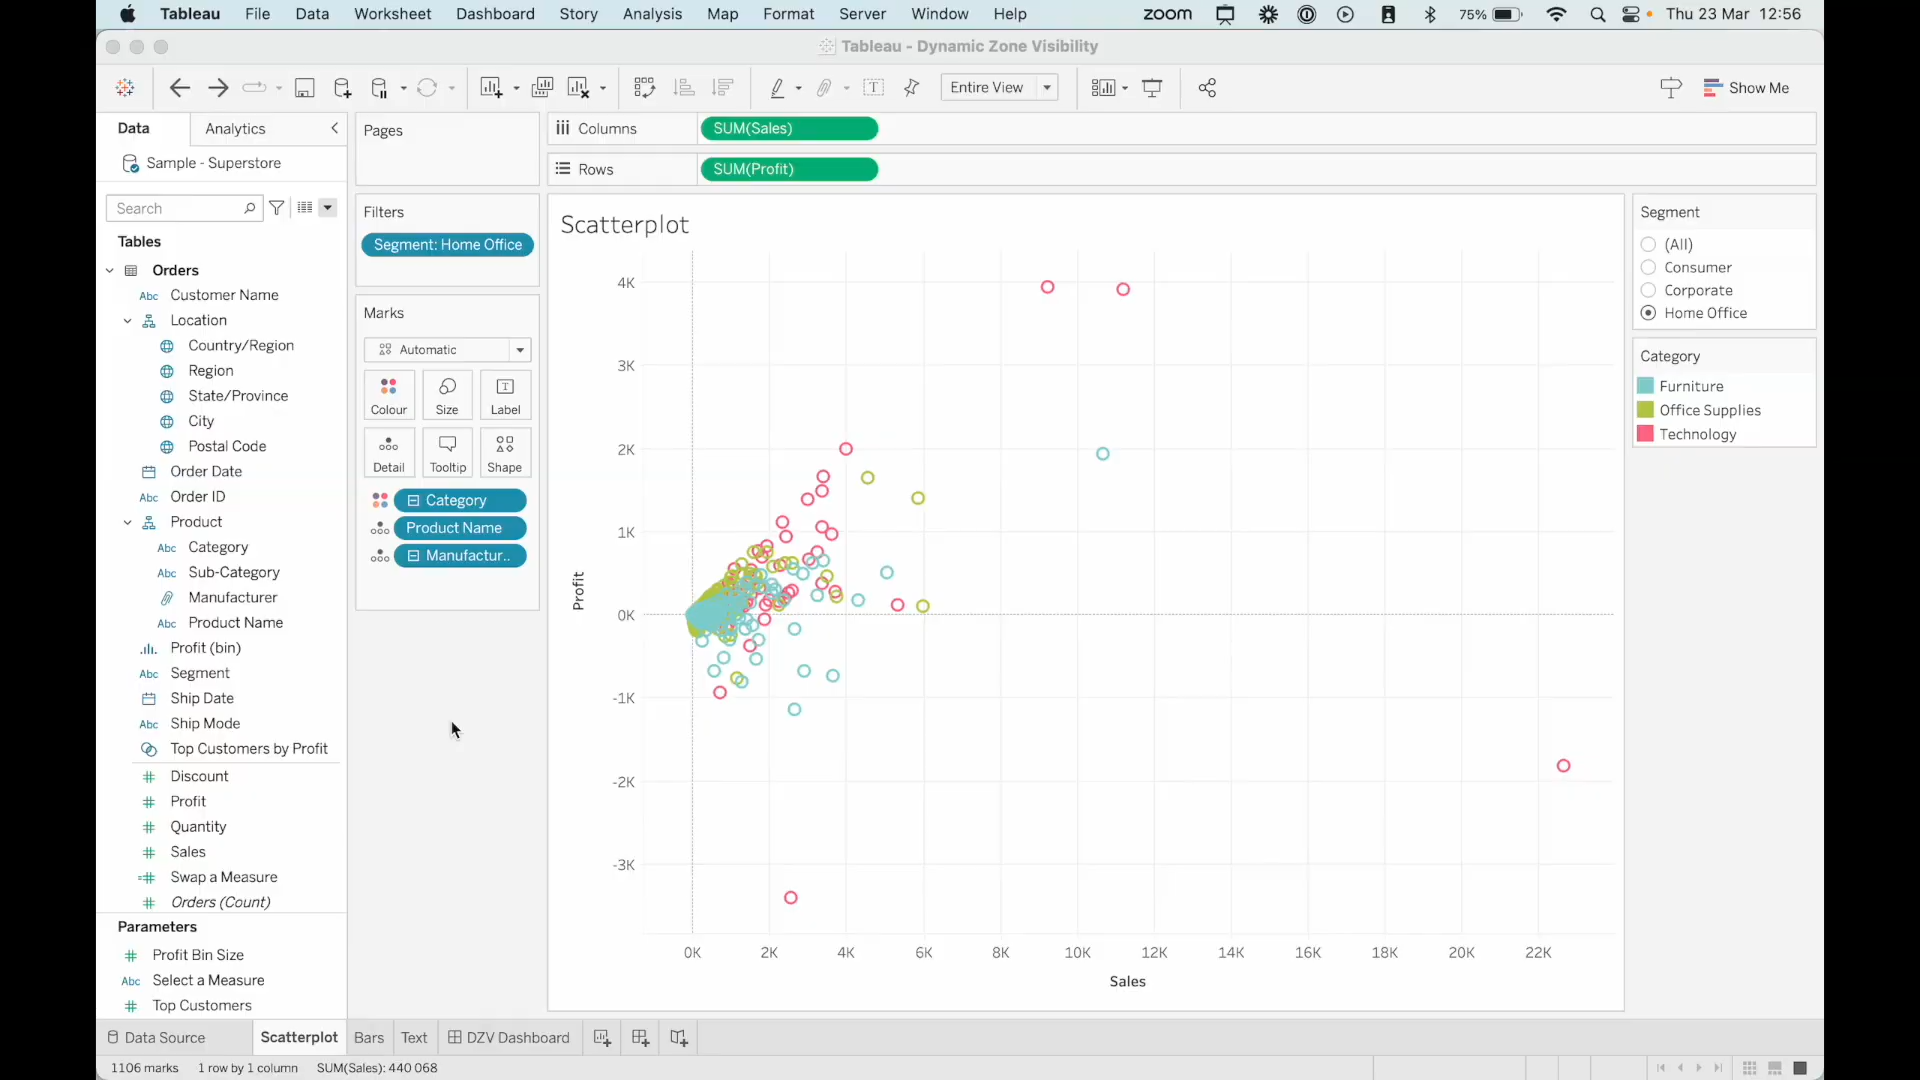 Tableau File Data Worksheet Dashboard Story Analysis Map Format Server Window Help zoom 75% Thu 23 Mar 12:56
Tableau - Dynamic Zone Visibility
Entire View
Show Me
Data Analytics
Sample - Superstore
Search
Tables
Orders
Abc Customer Name
Location
Country/Region
Region
State/Province
City
Postal Code
Order Date
Abc Order ID
Product
Abc Category
Abc Sub-Category
Manufacturer
Abc Product Name
Profit (bin)
Abc Segment
Ship Date
Abc Ship Mode
Top Customers by Profit
# Discount
# Profit
# Quantity
# Sales
=# Swap a Measure
# Orders (Count)
Parameters
# Profit Bin Size
Abc Select a Measure
# Top Customers
Pages
Filters
Segment: Home Office
Marks
Automatic
Colour Size Label
Detail Tooltip Shape
Category
Product Name
Manufactur..
Columns SUM(Sales)
Rows SUM(Profit)
Scatterplot
4K
3K
2K
1K
0K
-1K
-2K
-3K
Profit
0K 2K 4K 6K 8K 10K 12K 14K 16K 18K 20K 22K
Sales
Segment
(All)
Consumer
Corporate
Home Office
Category
Furniture
Office Supplies
Technology
Data Source Scatterplot Bars Text DZV Dashboard
1106 marks 1 row by 1 column SUM(Sales): 440 068